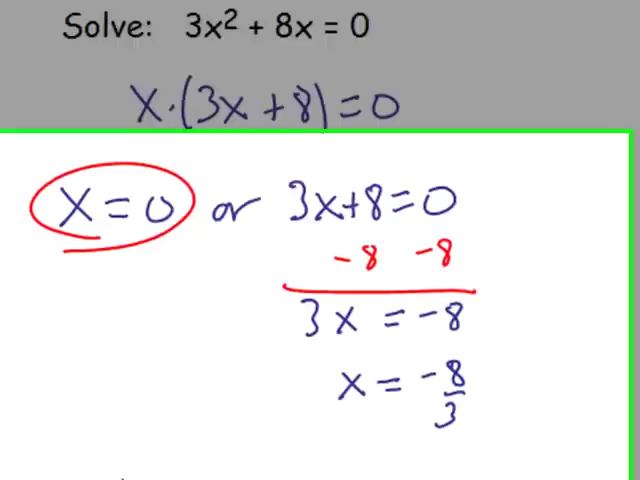 Solve: 3x² + 8x = 0
x·(3x + 8) = 0
x = 0 or 3x + 8 = 0
-8 -8
3x = -8
x = -8/3